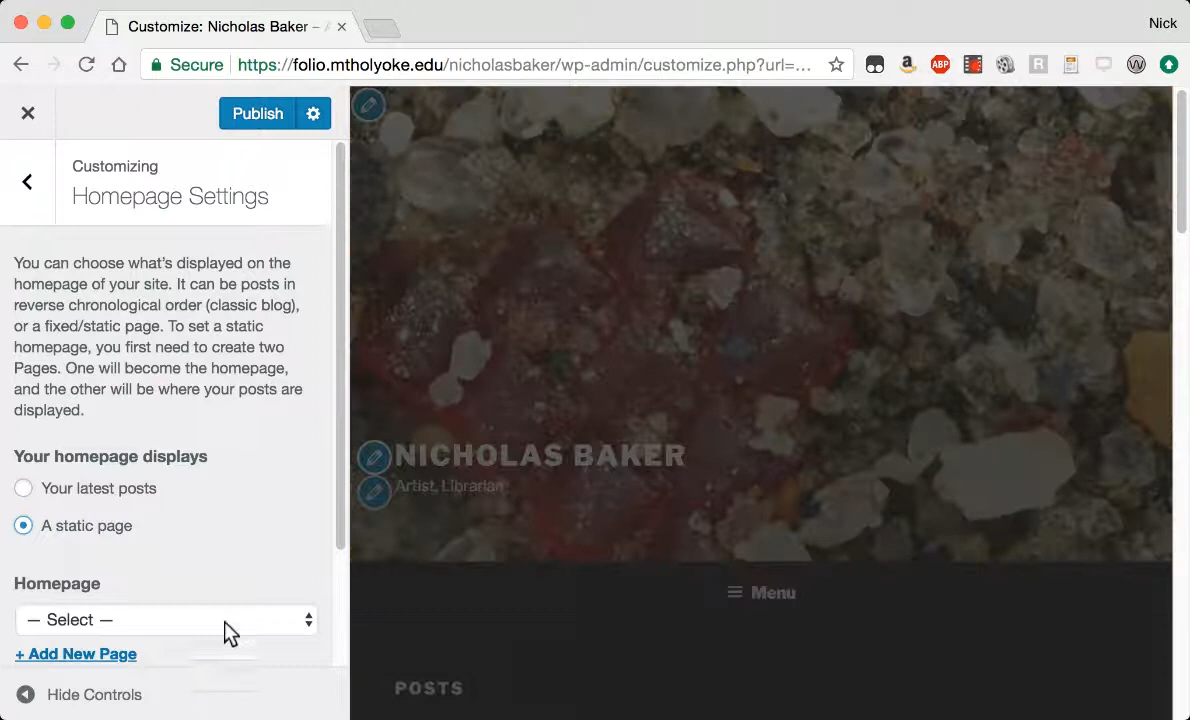 Customize: Nicholas Baker –
Nick
Secure
https://folio.mtholyoke.edu/nicholasbaker/wp-admin/customize.php?url=...
ABP
R
W
Publish
Customizing
Homepage Settings
You can choose what's displayed on the
homepage of your site. It can be posts in
reverse chronological order (classic blog),
or a fixed/static page. To set a static
homepage, you first need to create two
Pages. One will become the homepage,
and the other will be where your posts are
displayed.
Your homepage displays
Your latest posts
A static page
Homepage
— Select —
+ Add New Page
Hide Controls
NICHOLAS BAKER
Artist, Librarian
Menu
POSTS